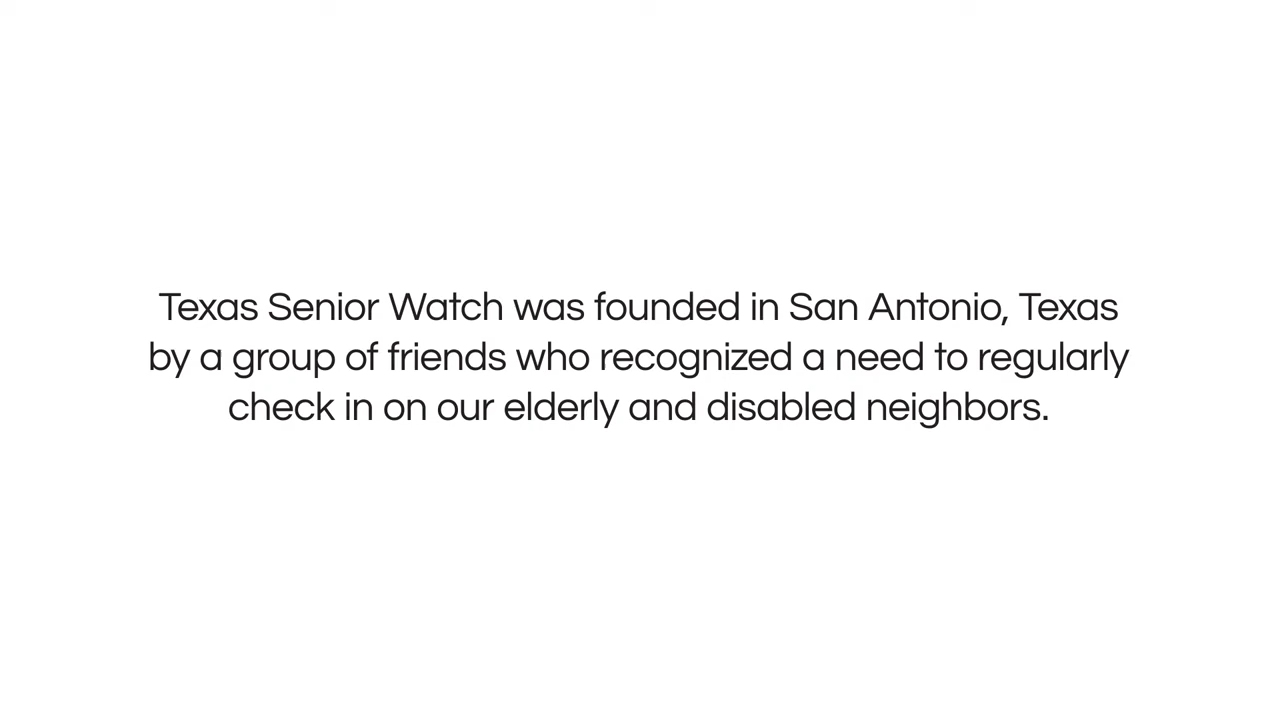 Texas Senior Watch was founded in San Antonio, Texas
by a group of friends who recognized a need to regularly
check in on our elderly and disabled neighbors.